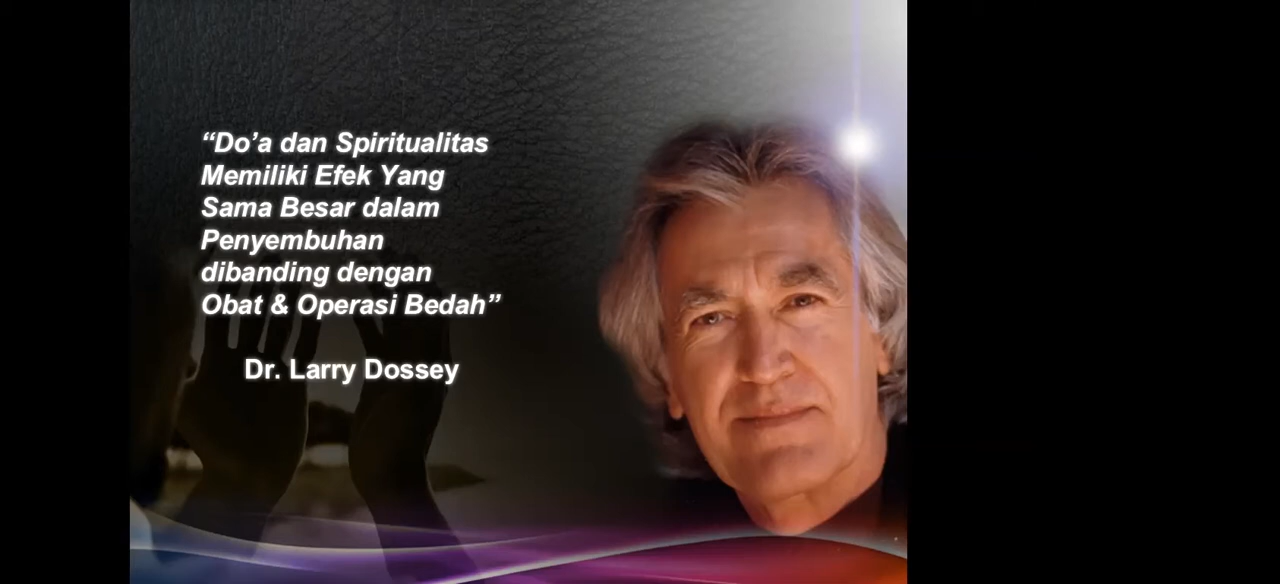 “Do’a dan Spiritualitas
Memiliki Efek Yang
Sama Besar dalam
Penyembuhan
dibanding dengan
Obat & Operasi Bedah”
Dr. Larry Dossey